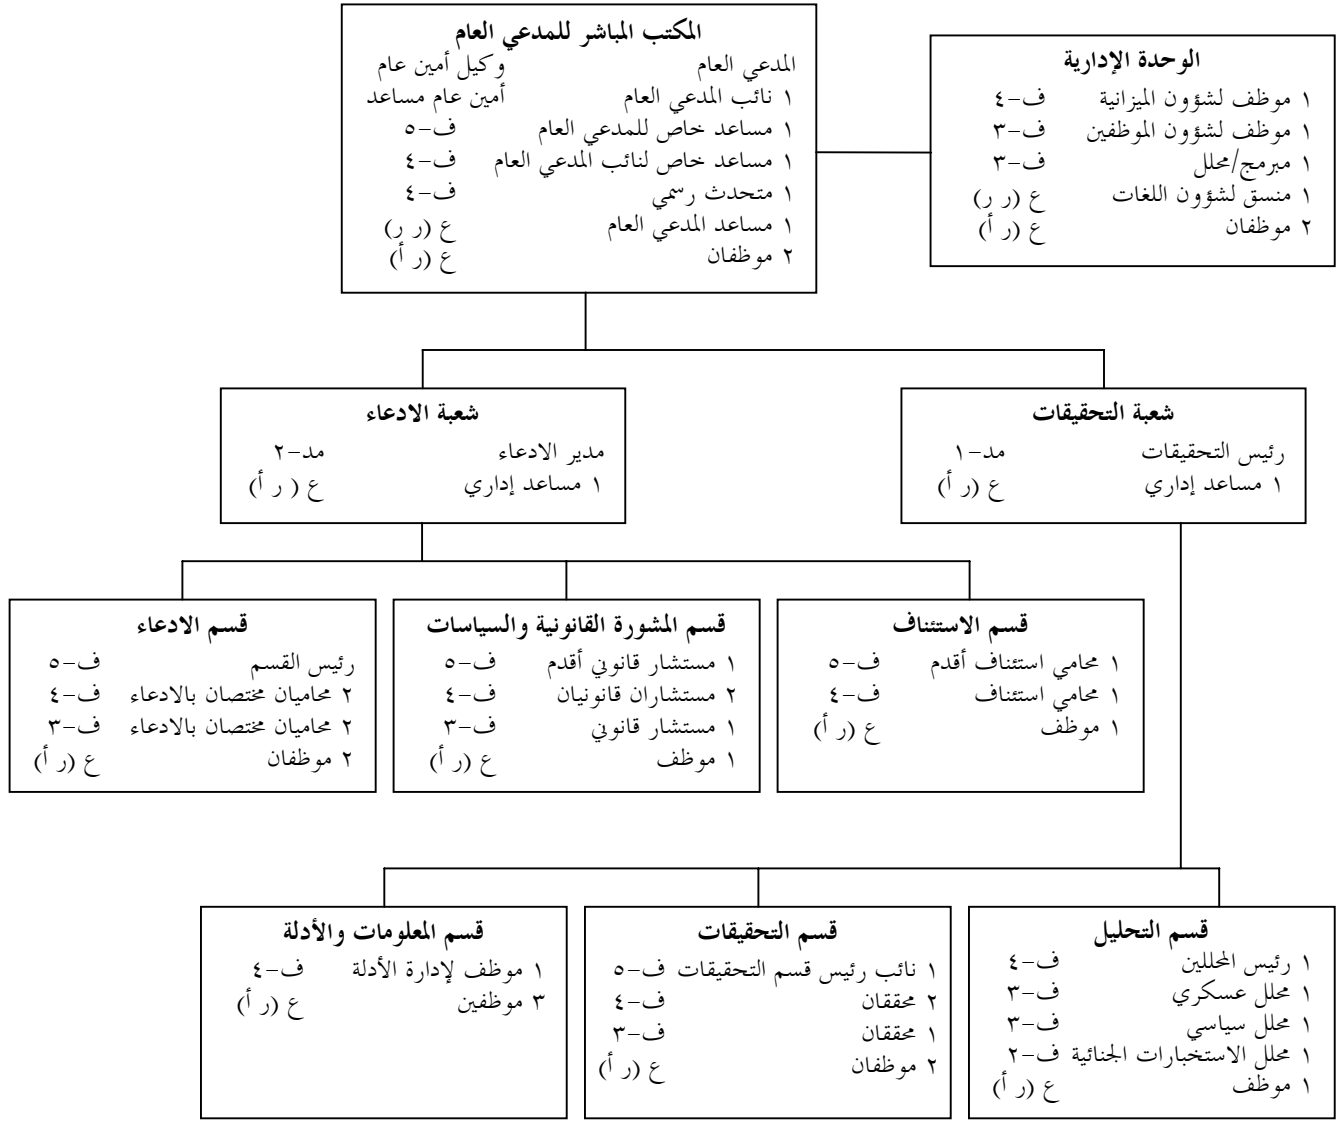 المكتب المباشر للمدعي العام
المدعي العام وكيل أمين عام
١ نائب المدعي العام أمين عام مساعد
١ مساعد خاص للمدعي العام ف-٥
١ مساعد خاص لنائب المدعي العام ف-٤
١ متحدث رسمي ف-٤
١ مساعد المدعي العام ع (ر ر)
٢ موظفان ع (ر أ)
الوحدة الإدارية
١ موظف لشؤون الميزانية ف-٤
١ موظف لشؤون الموظفين ف-٣
١ مبرمج/محلل ف-٣
١ منسق لشؤون اللغات ع (ر ر)
٢ موظفان ع (ر أ)
شعبة التحقيقات
رئيس التحقيقات مد-١
١ مساعد إداري ع (ر أ)
شعبة الادعاء
مدير الادعاء مد-٢
١ مساعد إداري ع ( ر أ)
قسم الاستئناف
١ محامي استئناف أقدم ف-٥
١ محامي استئناف ف-٤
١ موظف ع (ر أ)
قسم المشورة القانونية والسياسات
١ مستشار قانوني أقدم ف-٥
٢ مستشاران قانونيان ف-٤
١ مستشار قانوني ف-٣
١ موظف ع (ر أ)
قسم الادعاء
رئيس القسم ف-٥
٢ محاميان مختصان بالادعاء ف-٤
٢ محاميان مختصان بالادعاء ف-٣
٢ موظفان ع (ر أ)
قسم التحليل
١ رئيس المحللين ف-٤
١ محلل عسكري ف-٣
١ محلل سياسي ف-٣
١ محلل الاستخبارات الجنائية ف-٢
١ موظف ع (ر أ)
قسم التحقيقات
١ نائب رئيس قسم التحقيقات ف-٥
٢ محققان ف-٤
١ محققان ف-٣
٢ موظفان ع (ر أ)
قسم المعلومات والأدلة
١ موظف لإدارة الأدلة ف-٤
٣ موظفين ع (ر أ)